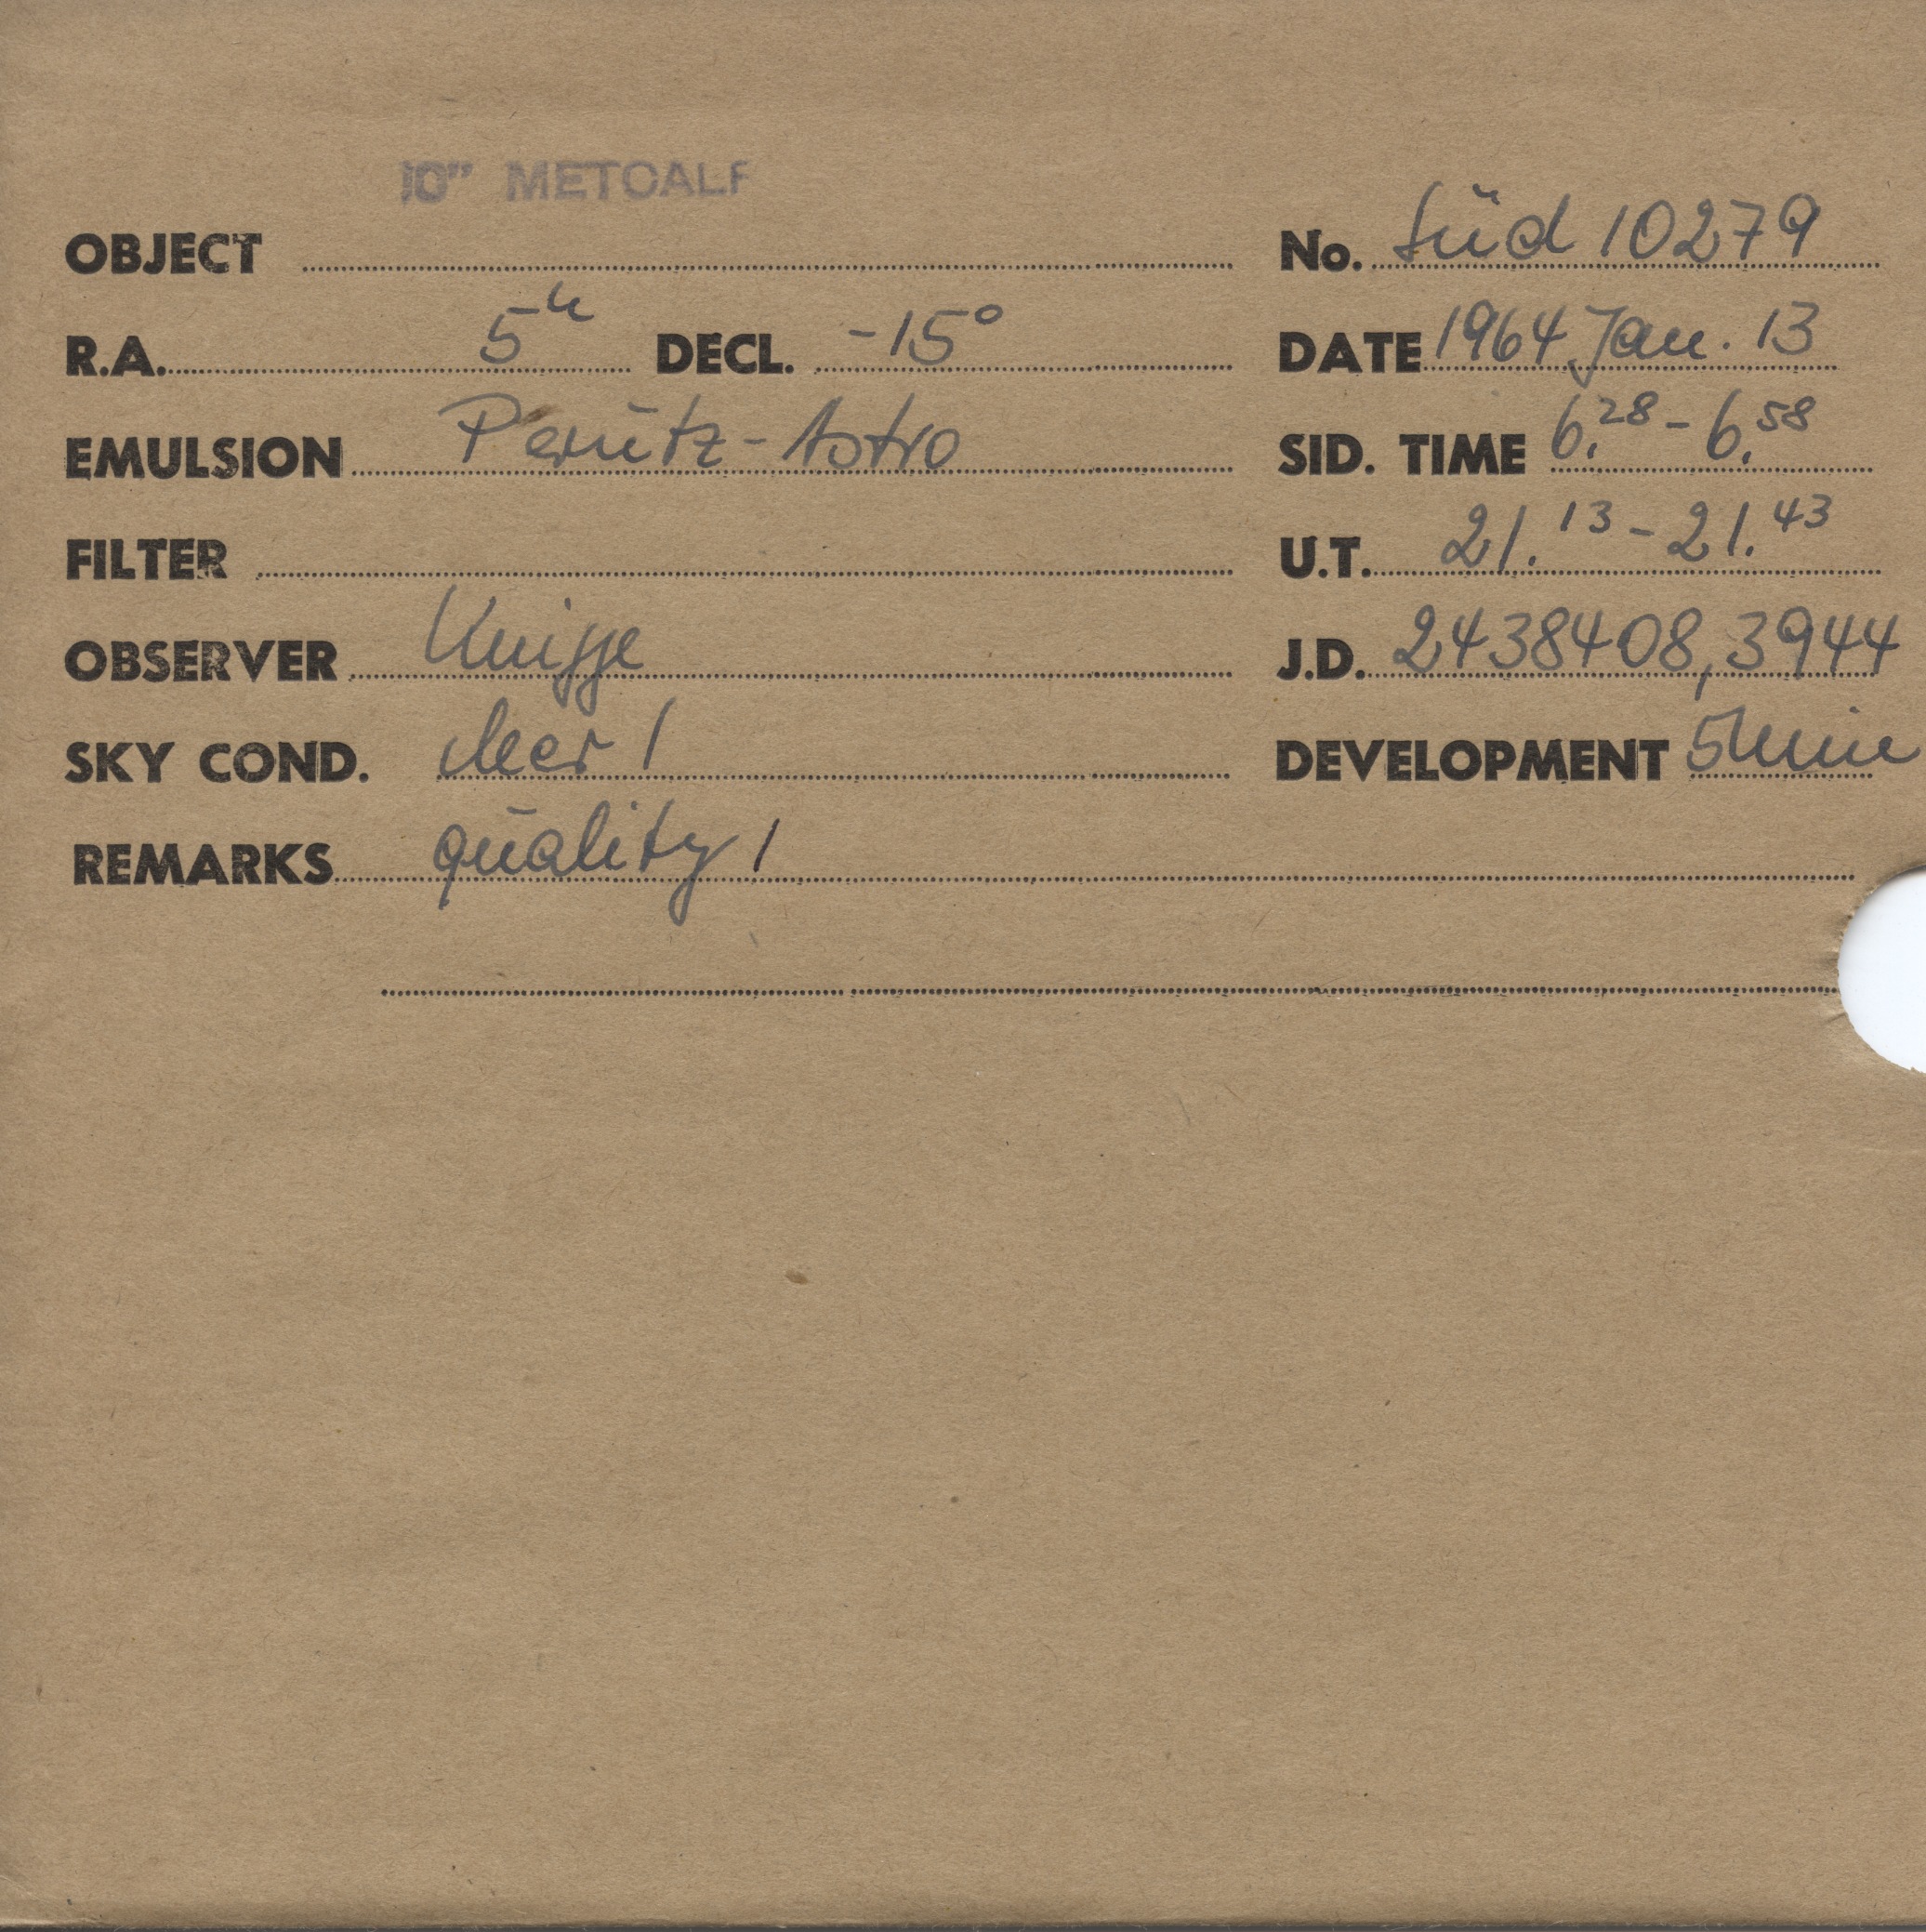 10" METCALF
OBJECT No. Süd 10279
R.A. 5h DECL. -15° DATE 1964 Jan. 13
EMULSION Perutz-Astro SID. TIME 6.28 - 6.58
FILTER U.T. 21.13 - 21.43
OBSERVER Knigge J.D. 2438408,3944
SKY COND. cleer 1 DEVELOPMENT 5 Min
REMARKS quality 1